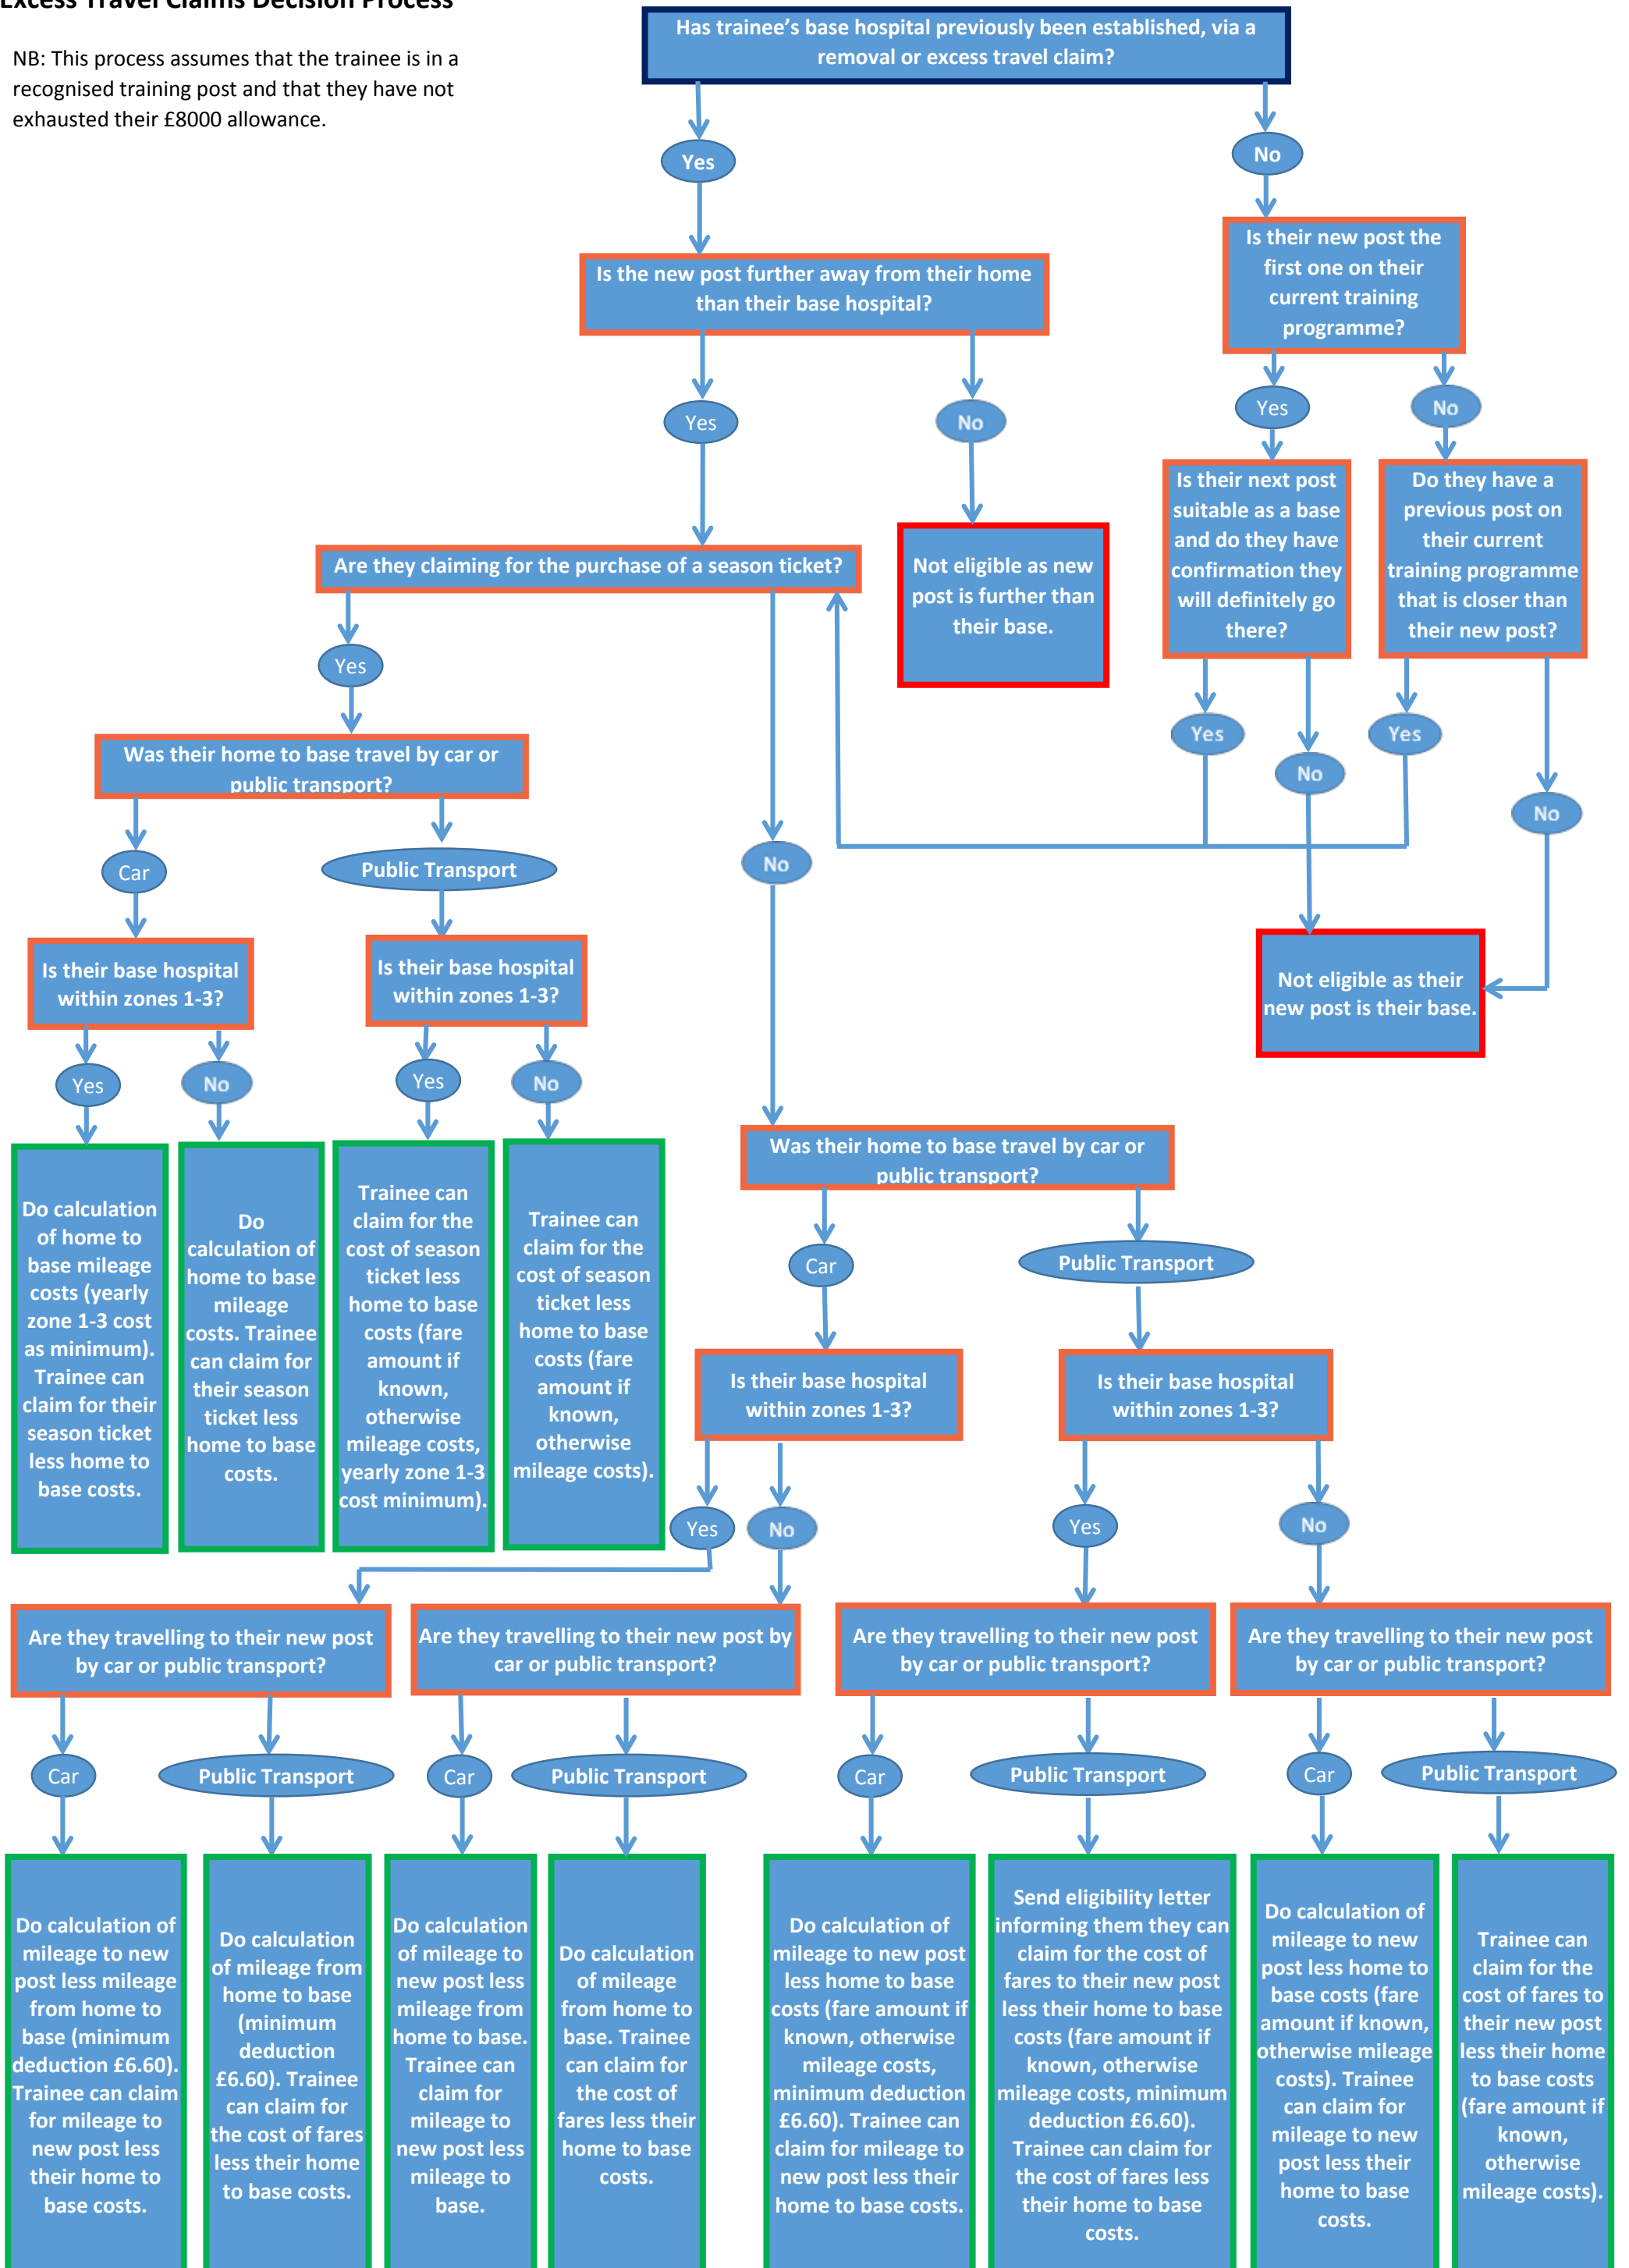 Excess Travel Claims Decision Process
NB: This process assumes that the trainee is in a
recognised training post and that they have not
exhausted their £8000 allowance.
Has trainee's base hospital previously been established, via a
removal or excess travel claim?
Yes
No
Is the new post further away from their home
than their base hospital?
Is their new post the
first one on their
current training
programme?
Yes
No
Yes
No
Are they claiming for the purchase of a season ticket?
Not eligible as new
post is further than
their base.
Is their next post
suitable as a base
and do they have
confirmation they
will definitely go
there?
Do they have a
previous post on
their current
training programme
that is closer than
their new post?
Yes
No
Yes
No
Yes
No
Was their home to base travel by car or
public transport?
Car
Public Transport
Not eligible as their
new post is their base.
Is their base hospital
within zones 1-3?
Is their base hospital
within zones 1-3?
Yes
No
Yes
No
Do calculation
of home to
base mileage
costs (yearly
zone 1-3 cost
as minimum).
Trainee can
claim for their
season ticket
less home to
base costs.
Do
calculation of
home to base
mileage
costs. Trainee
can claim for
their season
ticket less
home to base
costs.
Trainee can
claim for the
cost of season
ticket less
home to base
costs (fare
amount if
known,
otherwise
mileage costs,
yearly zone 1-3
cost minimum).
Trainee can
claim for the
cost of season
ticket less
home to base
costs (fare
amount if
known,
otherwise
mileage costs).
Was their home to base travel by car or
public transport?
Car
Public Transport
Is their base hospital
within zones 1-3?
Is their base hospital
within zones 1-3?
Yes
No
Yes
No
Are they travelling to their new post
by car or public transport?
Are they travelling to their new post by
car or public transport?
Are they travelling to their new post
by car or public transport?
Are they travelling to their new post
by car or public transport?
Car
Public Transport
Car
Public Transport
Car
Public Transport
Car
Public Transport
Do calculation of
mileage to new
post less mileage
from home to
base (minimum
deduction £6.60).
Trainee can claim
for mileage to
new post less
their home to
base costs.
Do calculation
of mileage from
home to base
(minimum
deduction
£6.60). Trainee
can claim for
the cost of fares
less their home
to base costs.
Do calculation
of mileage to
new post less
mileage from
home to base.
Trainee can
claim for
mileage to
new post less
mileage to
base.
Do calculation
of mileage
from home to
base. Trainee
can claim for
the cost of
fares less their
home to base
costs.
Do calculation of
mileage to new post
less home to base
costs (fare amount if
known, otherwise
mileage costs,
minimum deduction
£6.60). Trainee can
claim for mileage to
new post less their
home to base costs.
Send eligibility letter
informing them they can
claim for the cost of
fares to their new post
less their home to base
costs (fare amount if
known, otherwise
mileage costs, minimum
deduction £6.60).
Trainee can claim for
the cost of fares less
their home to base
costs.
Do calculation of
mileage to new
post less home to
base costs (fare
amount if known,
otherwise mileage
costs). Trainee
can claim for
mileage to new
post less their
home to base
costs.
Trainee can
claim for the
cost of fares to
their new post
less their home
to base costs
(fare amount if
known,
otherwise
mileage costs).